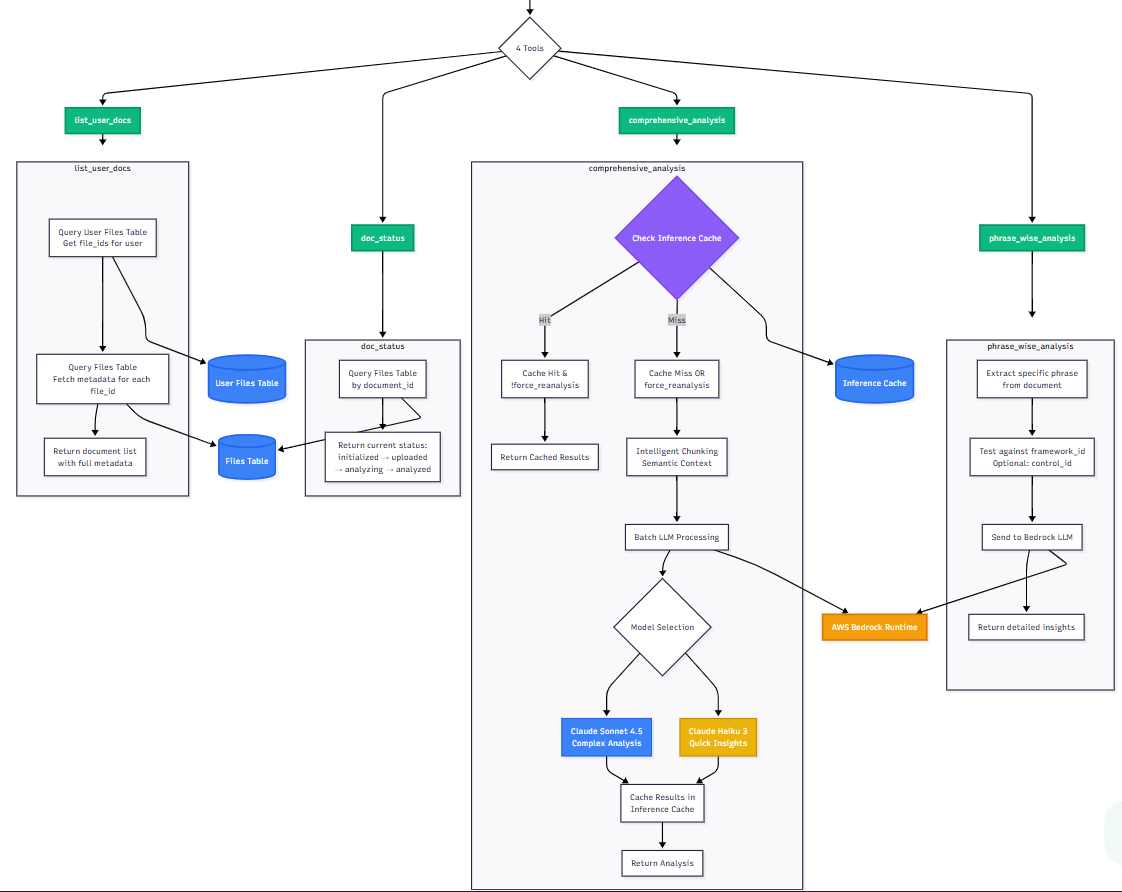 4 Tools
list_user_docs
comprehensive_analysis
list_user_docs
comprehensive_analysis
Query User Files Table
Get file_ids for user
Check Inference Cache
doc_status
phrase_wise_analysis
Hit
Miss
doc_status
phrase_wise_analysis
Query Files Table
Fetch metadata for each
file_id
User Files Table
Query Files Table
by document_id
Cache Hit &
!force_reanalysis
Cache Miss OR
force_reanalysis
Inference Cache
Extract specific phrase
from document
Return document list
with full metadata
Files Table
Return current status:
initialized → uploaded
→ analyzing → analyzed
Return Cached Results
Intelligent Chunking
Semantic Context
Test against framework_id
Optional: control_id
Batch LLM Processing
Send to Bedrock LLM
Model Selection
AWS Bedrock Runtime
Return detailed insights
Claude Sonnet 4.5
Complex Analysis
Claude Haiku 3
Quick Insights
Cache Results in
Inference Cache
Return Analysis